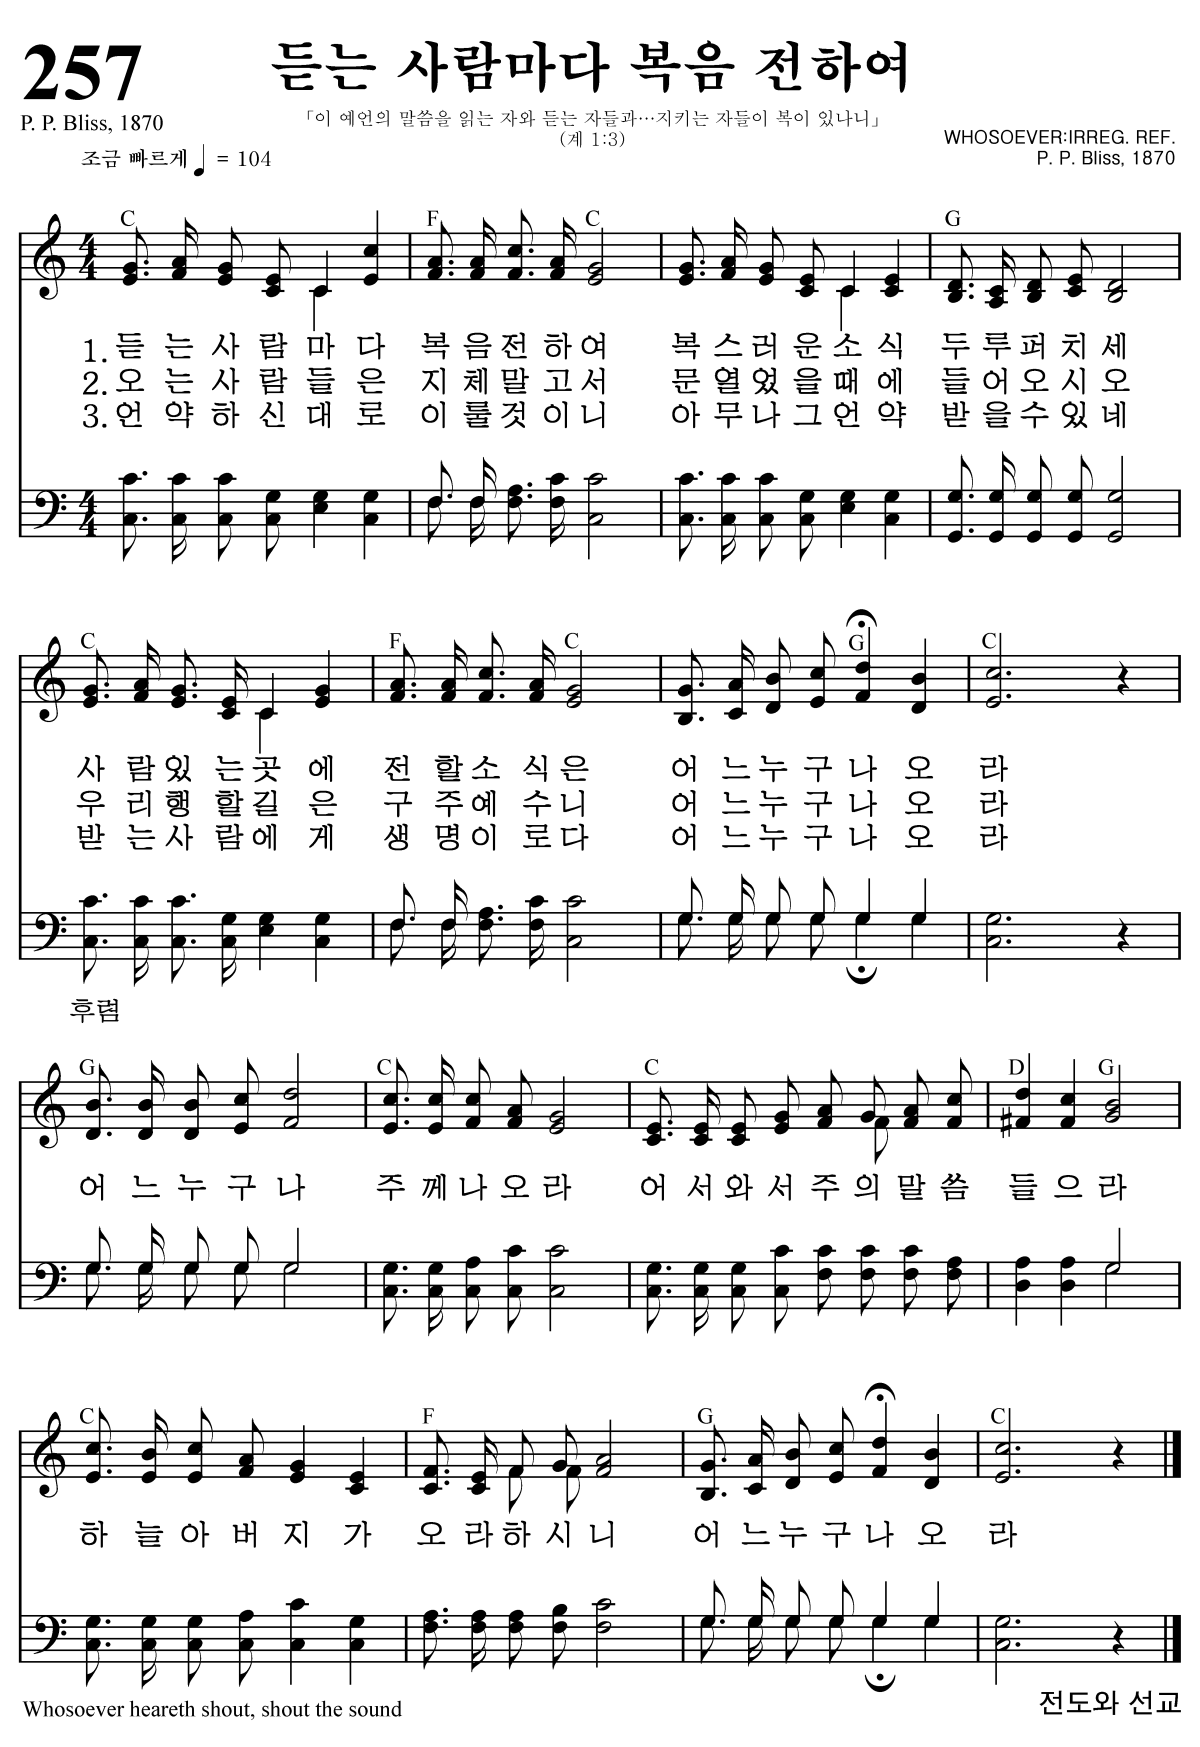 257
듣는 사람마다 복음 전하여
P. P. Bliss, 1870
「이 예언의 말씀을 읽는 자와 듣는 자들과…지키는 자들이 복이 있나니」
(계 1:3)
WHOSOEVER:IRREG. REF.
P. P. Bliss, 1870
조금 빠르게 ♩ = 104
C F C G
4 4
1. 듣 는 사 람 마 다 복 음 전 하 여 복 스 러 운 소 식 두 루 퍼 치 세
2. 오 는 사 람 들 은 지 체 말 고 서 문 열 었 을 때 에 들 어 오 시 오
3. 언 약 하 신 대 로 이 룰 것 이 니 아 무 나 그 언 약 받 을 수 있 네
4 4
C F C G C
사 람 있 는 곳 에 전 할 소 식 은 어 느 누 구 나 오 라
우 리 행 할 길 은 구 주 예 수 니 어 느 누 구 나 오 라
받 는 사 람 에 게 생 명 이 로 다 어 느 누 구 나 오 라
후렴
G C C D G
어 느 누 구 나 주 께 나 오 라 어 서 와 서 주 의 말 씀 들 으 라
C F G C
하 늘 아 버 지 가 오 라 하 시 니 어 느 누 구 나 오 라
Whosoever heareth shout, shout the sound
전도와 선교